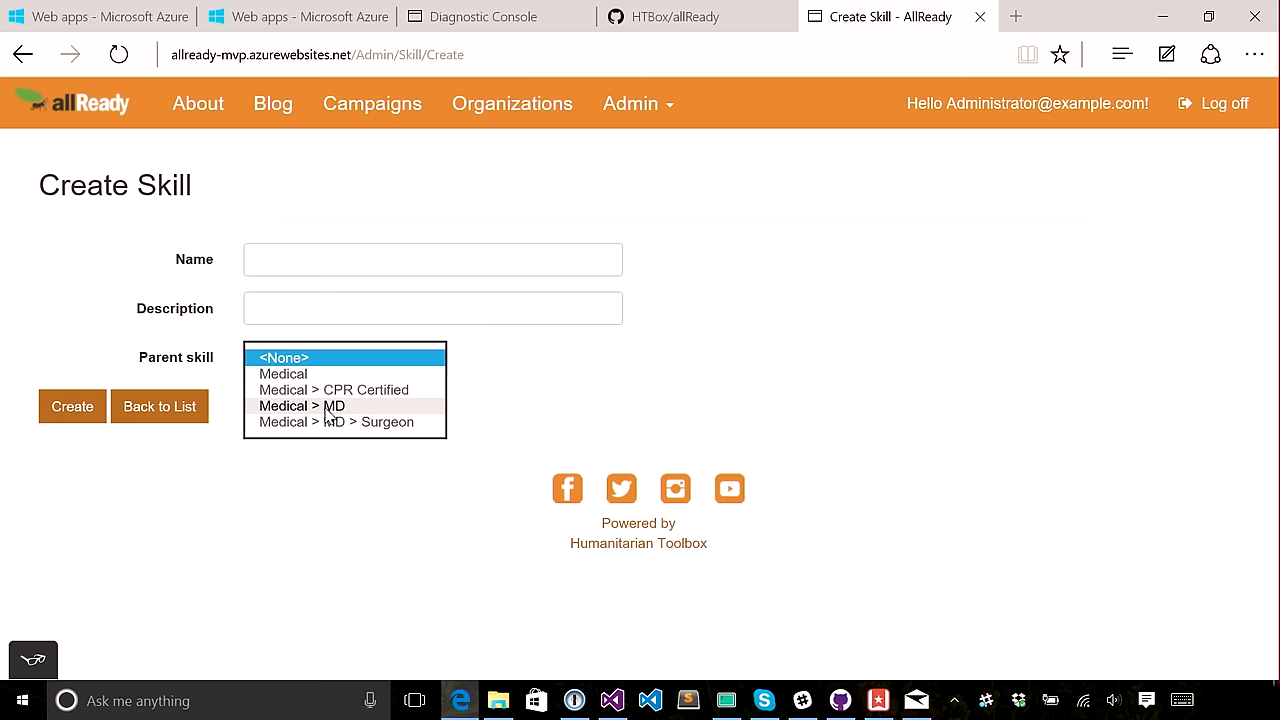 Web apps - Microsoft Azure
Web apps - Microsoft Azure
Diagnostic Console
HTBox/allReady
Create Skill - AllReady
allready-mvp.azurewebsites.net/Admin/Skill/Create
allReady
About
Blog
Campaigns
Organizations
Admin
Hello Administrator@example.com!
Log off
Create Skill
Name
Description
Parent skill
<None>
Medical
Medical > CPR Certified
Medical > MD
Medical > MD > Surgeon
Create
Back to List
Powered by
Humanitarian Toolbox
Ask me anything